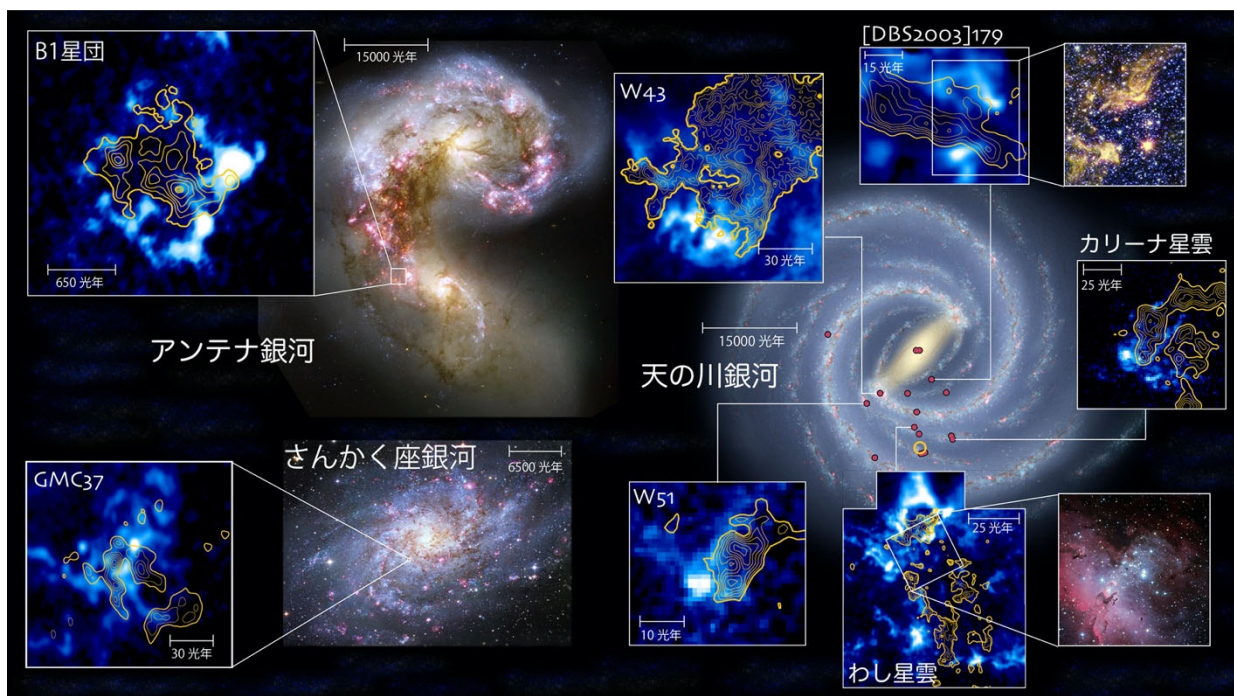 B1星団
15000 光年
650 光年
アンテナ銀河
W43
30 光年
[DBS2003]179
15 光年
カリーナ星雲
25 光年
15000 光年
天の川銀河
GMC37
30 光年
さんかく座銀河
6500 光年
W51
10 光年
25 光年
わし星雲